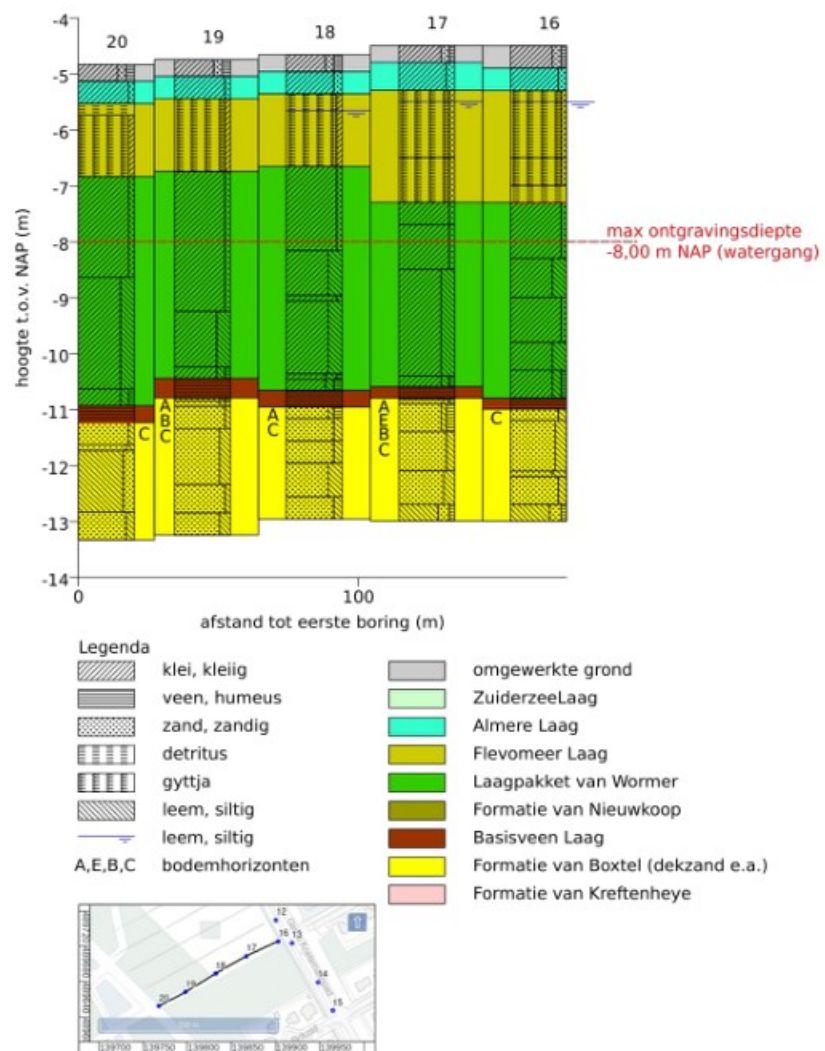 20 19 18 17 16
-4
-5
-6
-7
-8
-9
-10
-11
-12
-13
-14
hoogte t.o.v. NAP (m)
max ontgravingsdiepte
-8,00 m NAP (watergang)
C
A
B
C
A
C
A
E
B
C
C
0 100
afstand tot eerste boring (m)
Legenda
klei, kleiig
veen, humeus
zand, zandig
detritus
gyttja
leem, siltig
leem, siltig
A,E,B,C bodemhorizonten
omgewerkte grond
ZuiderzeeLaag
Almere Laag
Flevomeer Laag
Laagpakket van Wormer
Formatie van Nieuwkoop
Basisveen Laag
Formatie van Boxtel (dekzand e.a.)
Formatie van Kreftenheye
12
16 13
17
18
19
20
14
15
139700 139750 139800 139850 139900 139950